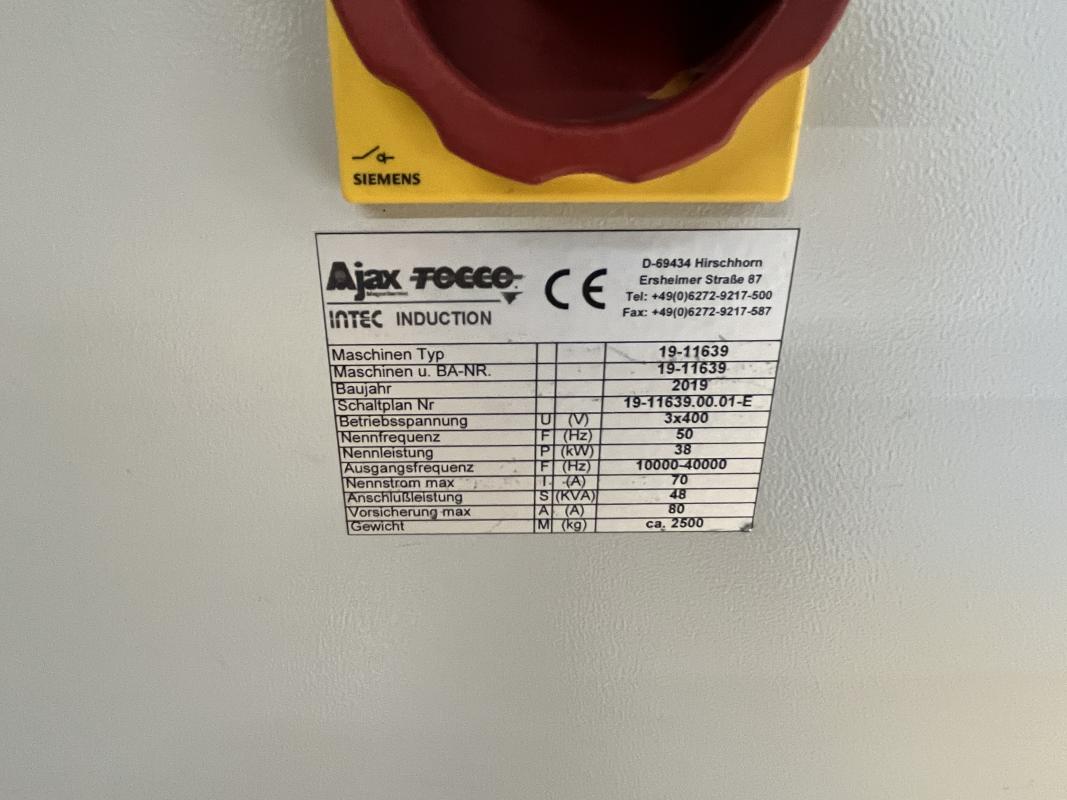 SIEMENS
Ajax TOCCO
INTEC INDUCTION
CE
D-69434 Hirschhorn
Ersheimer Straße 87
Tel: +49(0)6272-9217-500
Fax: +49(0)6272-9217-587
Maschinen Typ 19-11639
Maschinen u. BA-NR. 19-11639
Baujahr 2019
Schaltplan Nr 19-11639.00.01-E
Betriebsspannung U (V) 3x400
Nennfrequenz F (Hz) 50
Nennleistung P (kW) 38
Ausgangsfrequenz F (Hz) 10000-40000
Nennstrom max I (A) 70
Anschlußleistung S (KVA) 48
Vorsicherung max A (A) 80
Gewicht M (kg) ca. 2500